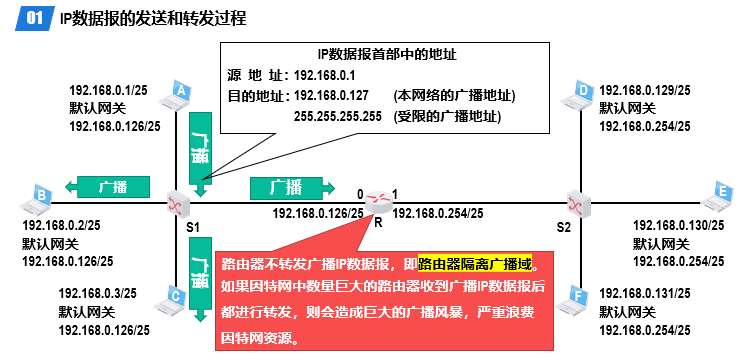 01 IP数据报的发送和转发过程
IP数据报首部中的地址
源 地 址：192.168.0.1
目的地址：192.168.0.127 (本网络的广播地址)
255.255.255.255 (受限的广播地址)
A
192.168.0.1/25
默认网关
192.168.0.126/25
广播
B
广播
192.168.0.2/25
默认网关
192.168.0.126/25
S1
广播
0
1
192.168.0.126/25
192.168.0.254/25
R
广播
C
192.168.0.3/25
默认网关
192.168.0.126/25
D
192.168.0.129/25
默认网关
192.168.0.254/25
S2
E
192.168.0.130/25
默认网关
192.168.0.254/25
F
192.168.0.131/25
默认网关
192.168.0.254/25
路由器不转发广播IP数据报，即路由器隔离广播域。
如果因特网中数量巨大的路由器收到广播IP数据报后
都进行转发，则会造成巨大的广播风暴，严重浪费
因特网资源。